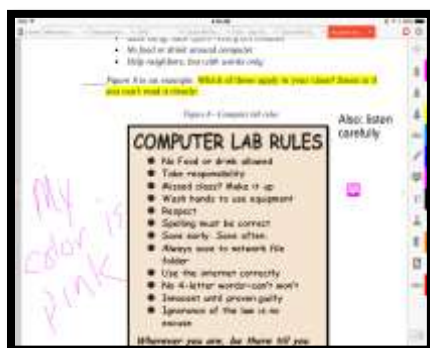 • No food or drink around computer
• Help neighbors, but with words only
Figure 8 is an example. Which of these apply to your class? Zoom in if
you can't read it clearly:
Figure 8—Computer lab rules
Also: listen
carefully
COMPUTER LAB RULES
No Food or drink allowed
Take responsibility
Missed class? Make it up
Wash hands to use equipment
Respect
Spelling must be correct
Save early. Save often.
Always save to network file
folder
Use the internet correctly
No 4-letter words—can't won't
Innocent until proven guilty
Ignorance of the law is no
excuse
Wherever you are, be there till you
My
color is
pink